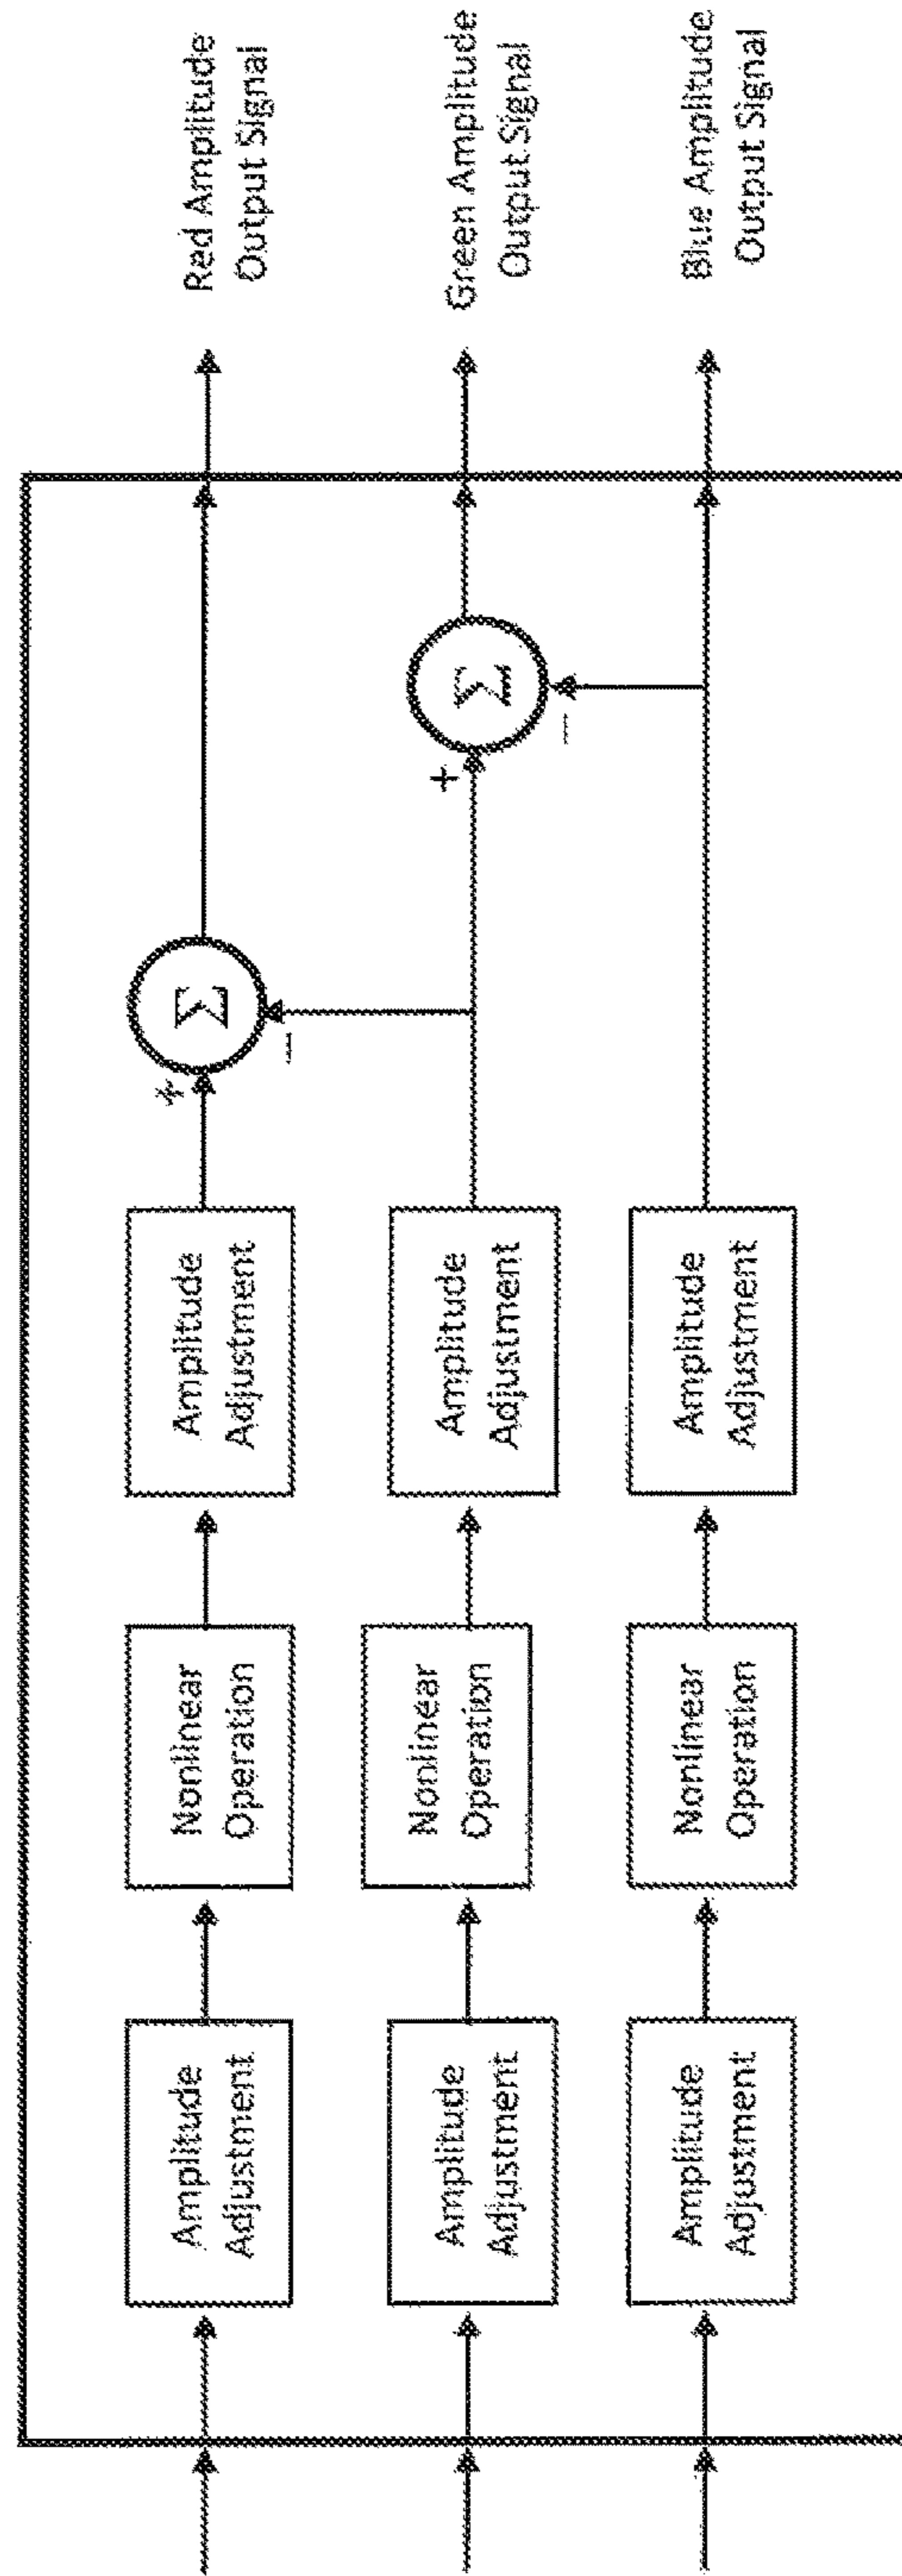 Amplitude
Adjustment
Nonlinear
Operation
Amplitude
Adjustment
*
−
Σ
Red Amplitude
Output Signal
Amplitude
Adjustment
Nonlinear
Operation
Amplitude
Adjustment
+
−
Σ
Green Amplitude
Output Signal
Amplitude
Adjustment
Nonlinear
Operation
Amplitude
Adjustment
Blue Amplitude
Output Signal